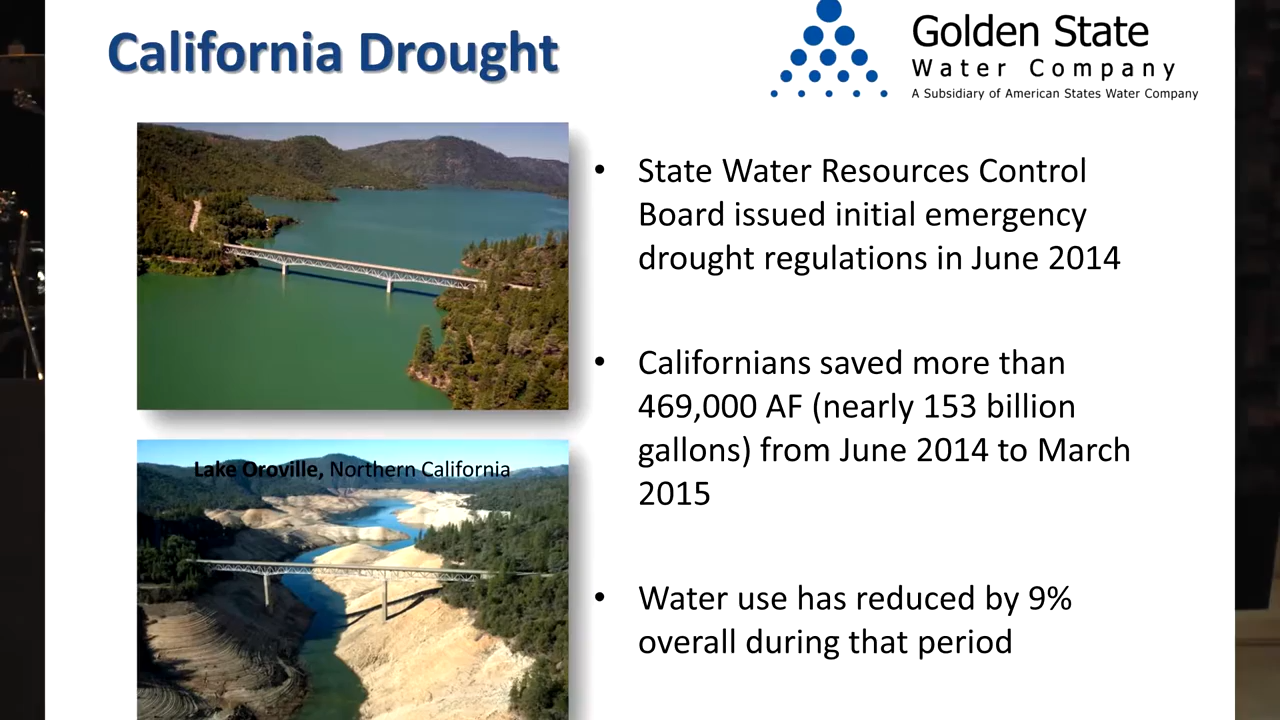 California Drought
Golden State
Water Company
A Subsidiary of American States Water Company
• State Water Resources Control
Board issued initial emergency
drought regulations in June 2014
• Californians saved more than
469,000 AF (nearly 153 billion
gallons) from June 2014 to March
2015
Lake Oroville, Northern California
• Water use has reduced by 9%
overall during that period